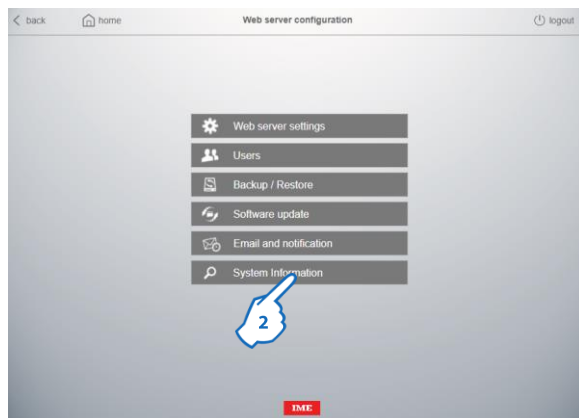 back
home
Web server configuration
logout
Web server settings
Users
Backup / Restore
Software update
Email and notification
System Information
2
IME